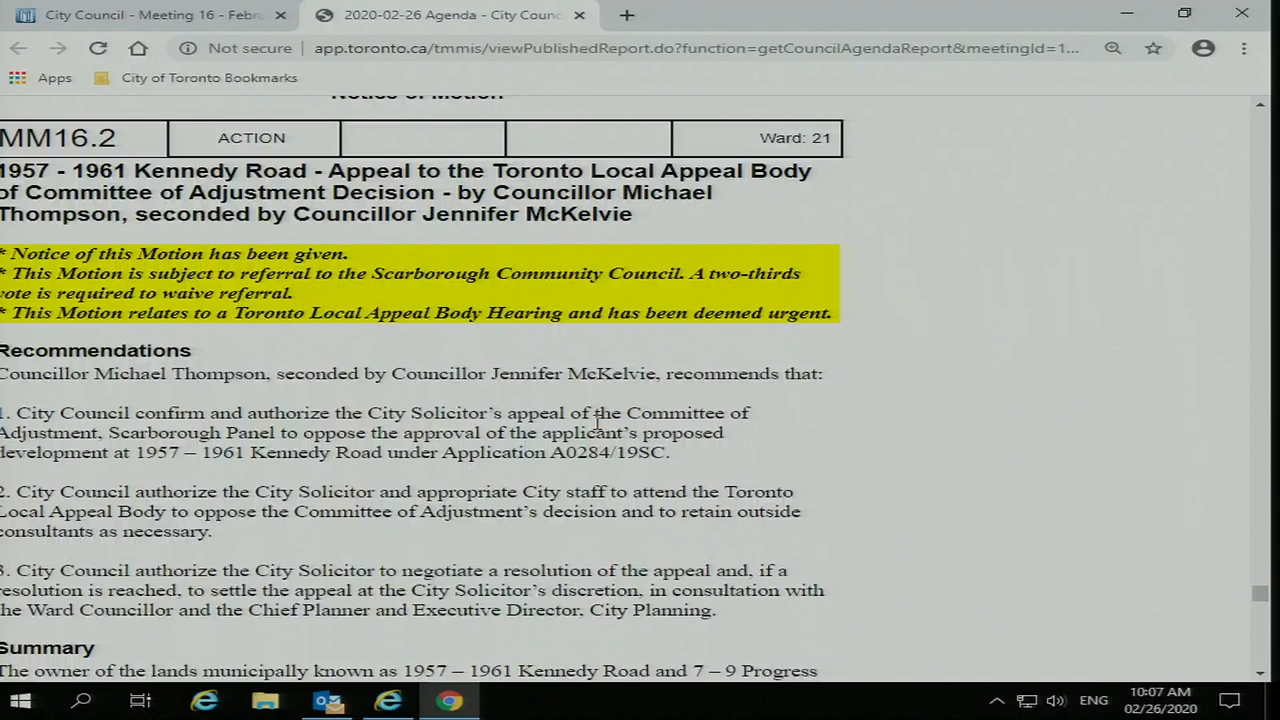 City Council - Meeting 16 - Febru
2020-02-26 Agenda - City Counc
Not secure
app.toronto.ca/tmmis/viewPublishedReport.do?function=getCouncilAgendaReport&meetingId=1...
Apps
City of Toronto Bookmarks
Notice of Motion
MM16.2
ACTION
Ward: 21
1957 - 1961 Kennedy Road - Appeal to the Toronto Local Appeal Body
of Committee of Adjustment Decision - by Councillor Michael
Thompson, seconded by Councillor Jennifer McKelvie
* Notice of this Motion has been given.
* This Motion is subject to referral to the Scarborough Community Council. A two-thirds
vote is required to waive referral.
* This Motion relates to a Toronto Local Appeal Body Hearing and has been deemed urgent.
Recommendations
Councillor Michael Thompson, seconded by Councillor Jennifer McKelvie, recommends that:
1. City Council confirm and authorize the City Solicitor's appeal of the Committee of
Adjustment, Scarborough Panel to oppose the approval of the applicant's proposed
development at 1957 – 1961 Kennedy Road under Application A0284/19SC.
2. City Council authorize the City Solicitor and appropriate City staff to attend the Toronto
Local Appeal Body to oppose the Committee of Adjustment's decision and to retain outside
consultants as necessary.
3. City Council authorize the City Solicitor to negotiate a resolution of the appeal and, if a
resolution is reached, to settle the appeal at the City Solicitor's discretion, in consultation with
the Ward Councillor and the Chief Planner and Executive Director, City Planning.
Summary
The owner of the lands municipally known as 1957 – 1961 Kennedy Road and 7 – 9 Progress
ENG
10:07 AM
02/26/2020